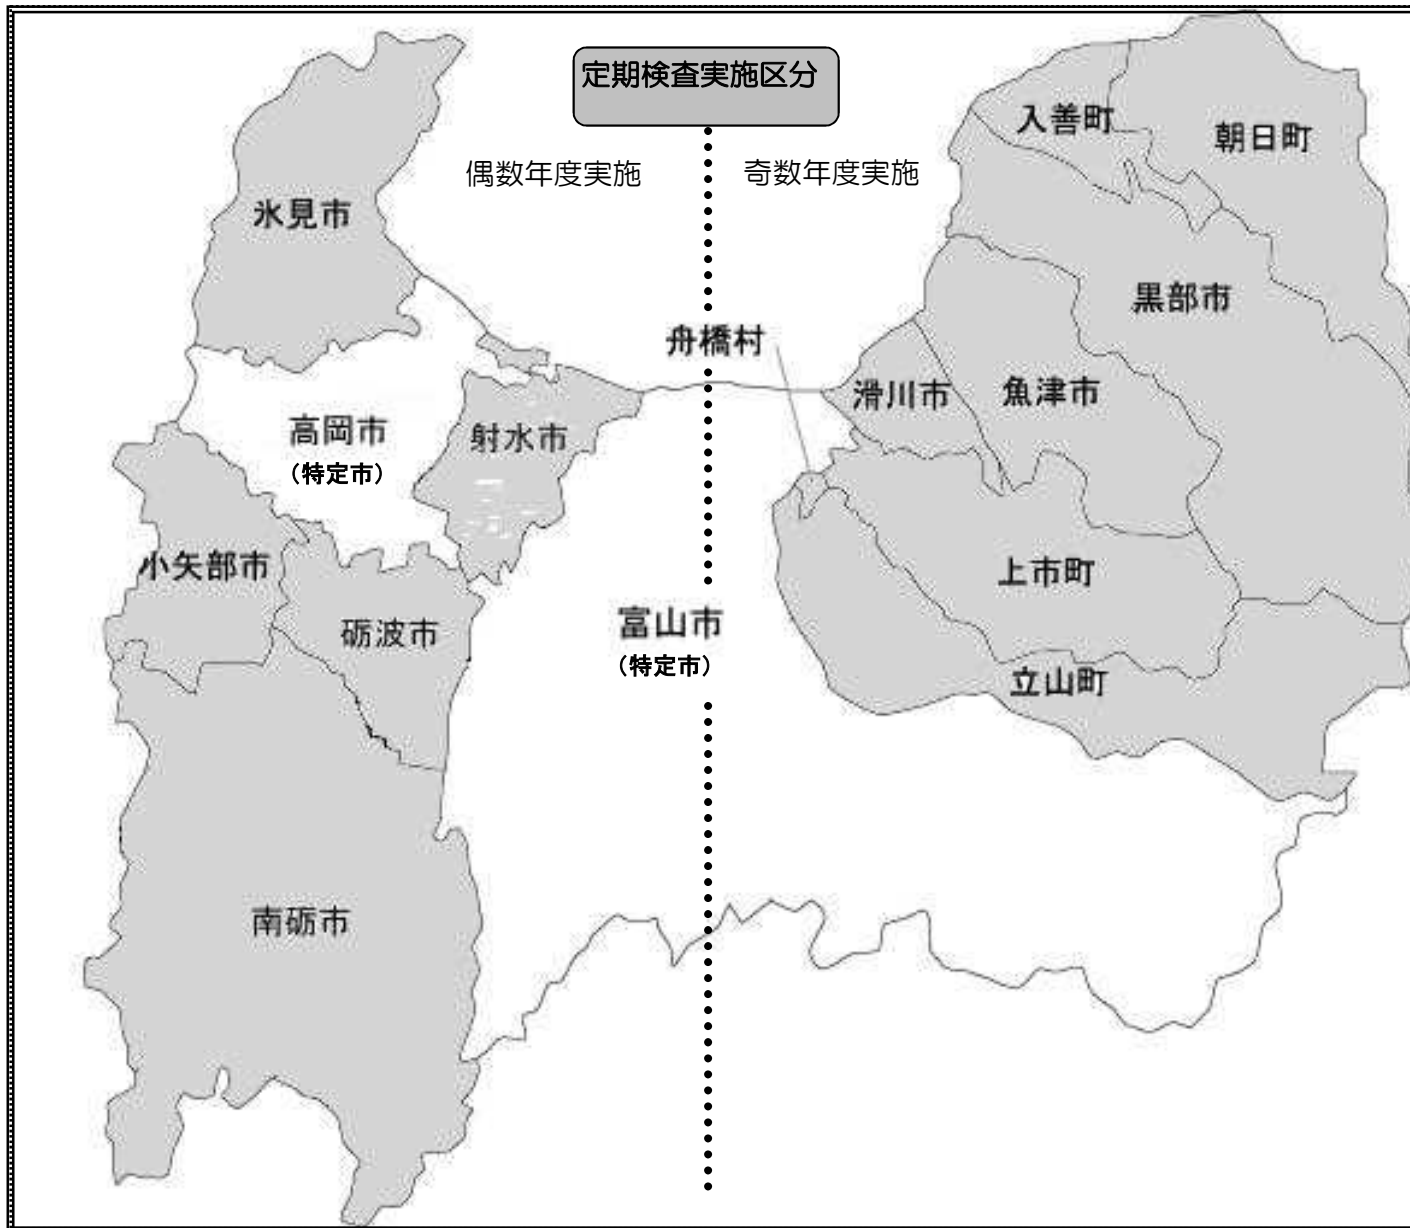 定期検査実施区分
偶数年度実施
奇数年度実施
入善町
朝日町
氷見市
黒部市
舟橋村
滑川市
魚津市
高岡市
(特定市)
射水市
小矢部市
砺波市
富山市
(特定市)
上市町
立山町
南砺市